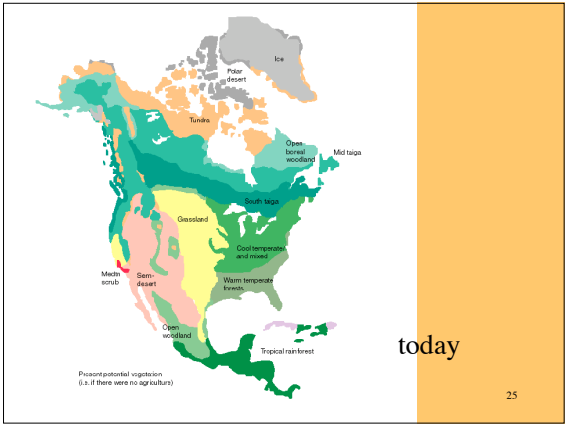 Ice
Polar
desert
Tundra
Open
boreal
woodland
Mid taiga
South taiga
Grassland
Cool temperate
and mixed
Medtn
scrub
Semi-
desert
Warm temperate
forests
Open
woodland
Tropical rainforest
today
Present potential vegetation
(i.e. if there were no agriculture)
25